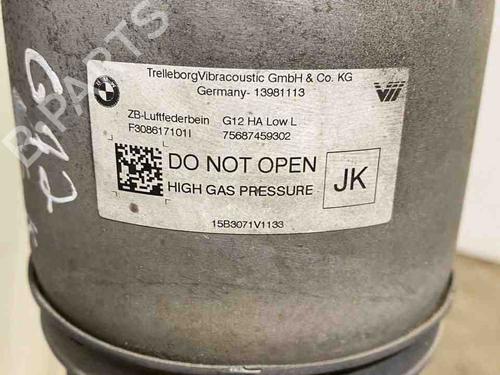 TrelleborgVibracoustic GmbH & Co. KG
Germany- 13981113
ZB-Luftfederbein G12 HA Low L
F308617101I 75687459302
DO NOT OPEN
HIGH GAS PRESSURE
JK
15B3071V1133
B-PARTS